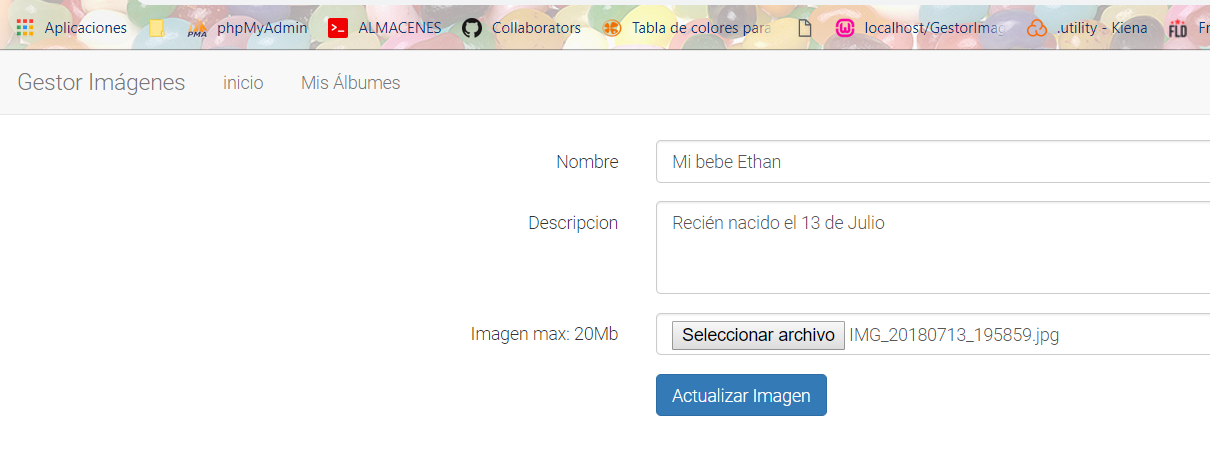 Aplicaciones PMA phpMyAdmin ALMACENES Collaborators Tabla de colores para localhost/GestorImag .utility - Kiena FLD Fr
Gestor Imágenes inicio Mis Álbumes
Nombre Mi bebe Ethan
Descripcion Recién nacido el 13 de Julio
Imagen max: 20Mb Seleccionar archivo IMG_20180713_195859.jpg
Actualizar Imagen